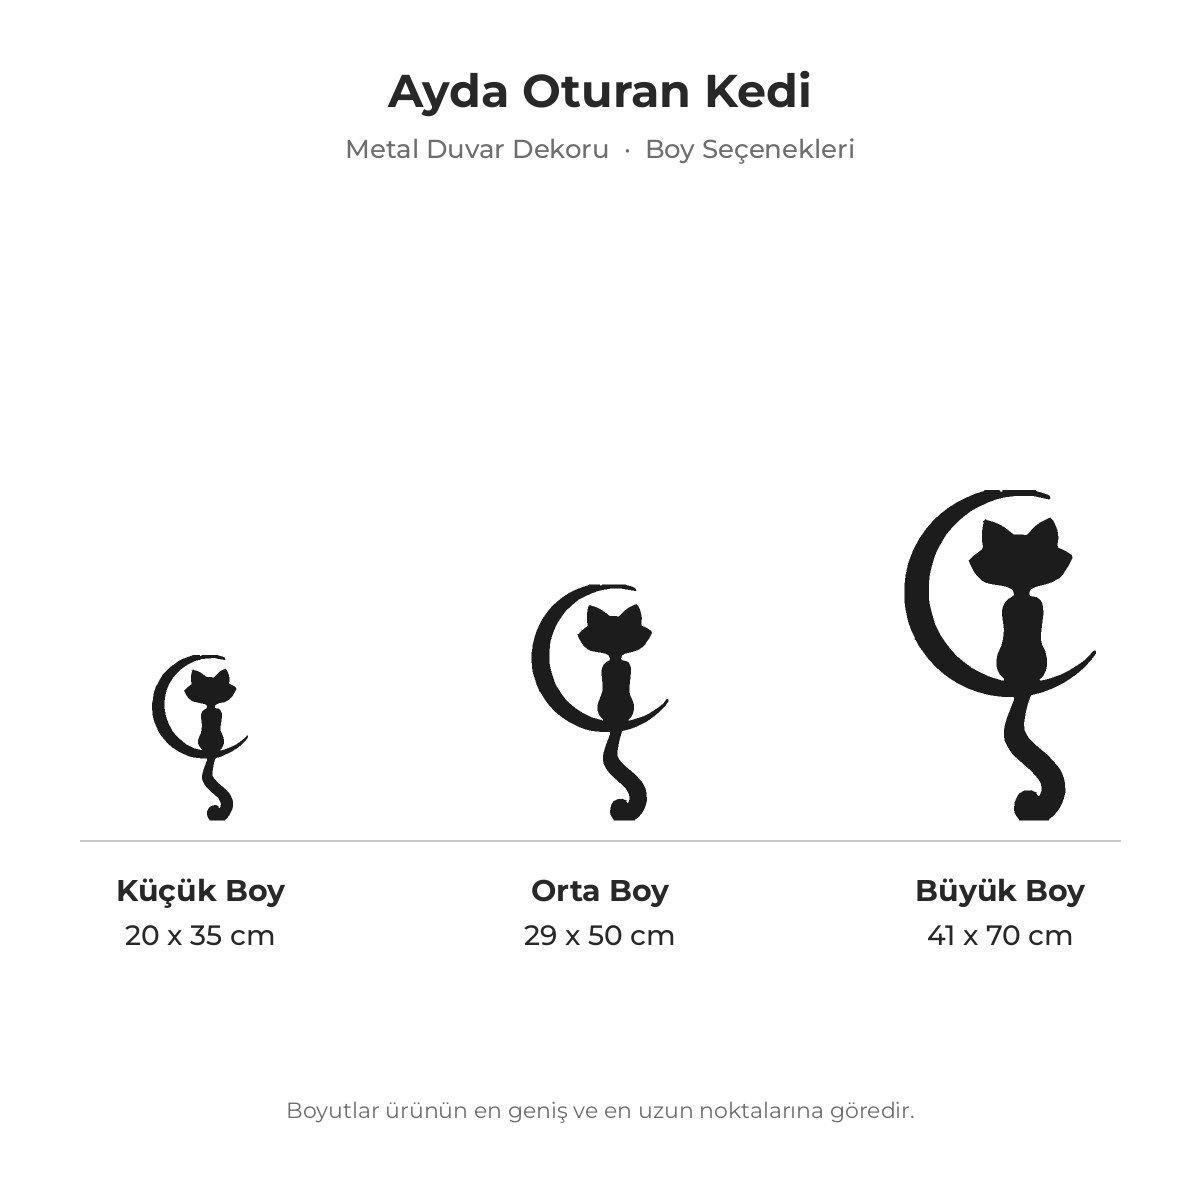 Ayda Oturan Kedi
Metal Duvar Dekoru · Boy Seçenekleri
Küçük Boy
20 x 35 cm
Orta Boy
29 x 50 cm
Büyük Boy
41 x 70 cm
Boyutlar ürünün en geniş ve en uzun noktalarına göredir.